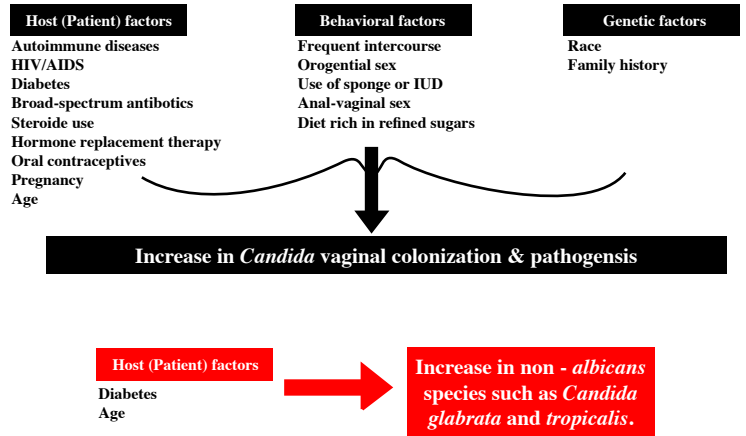 Host (Patient) factors
Autoimmune diseases
HIV/AIDS
Diabetes
Broad-spectrum antibotics
Steroide use
Hormone replacement therapy
Oral contraceptives
Pregnancy
Age
Behavioral factors
Frequent intercourse
Orogential sex
Use of sponge or IUD
Anal-vaginal sex
Diet rich in refined sugars
Genetic factors
Race
Family history
Increase in Candida vaginal colonization & pathogensis
Host (Patient) factors
Diabetes
Age
Increase in non - albicans
species such as Candida
glabrata and tropicalis.